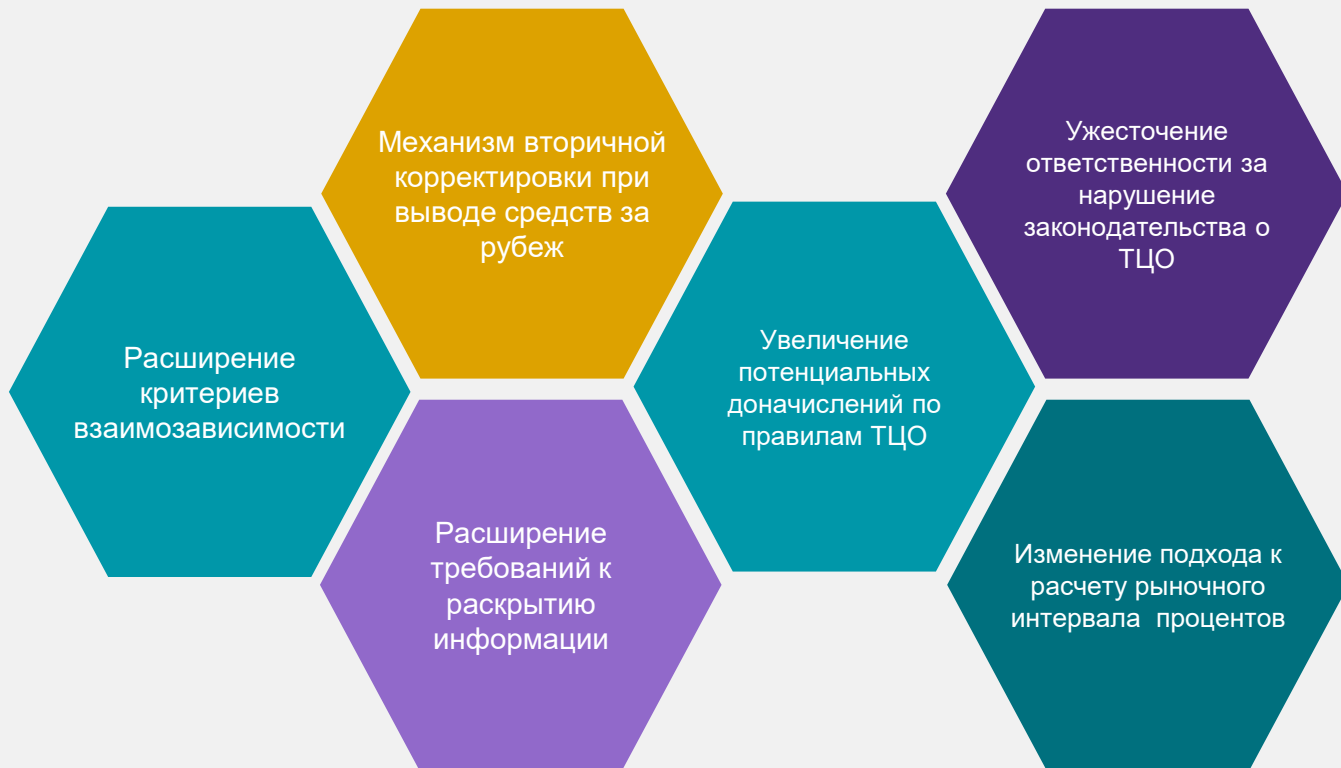 Механизм вторичной
корректировки при
выводе средств за
рубеж
Ужесточение
ответственности за
нарушение
законодательства о
ТЦО
Расширение
критериев
взаимозависимости
Увеличение
потенциальных
доначислений по
правилам ТЦО
Расширение
требований к
раскрытию
информации
Изменение подхода к
расчету рыночного
интервала процентов